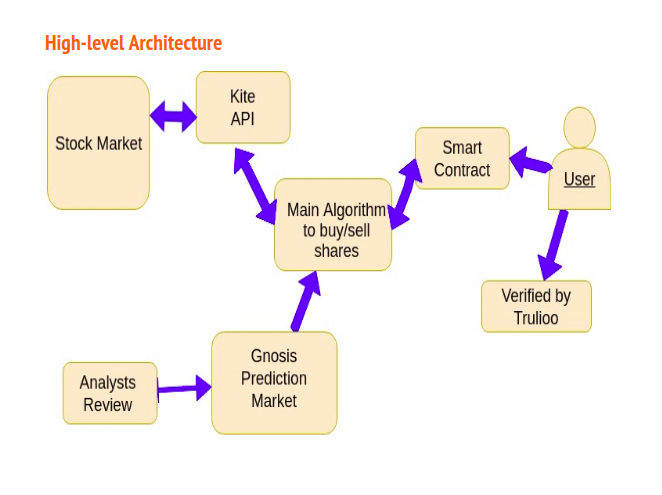 High-level Architecture
Stock Market
Kite
API
Smart
Contract
User
Main Algorithm
to buy/sell
shares
Verified by
Trulioo
Gnosis
Prediction
Market
Analysts
Review